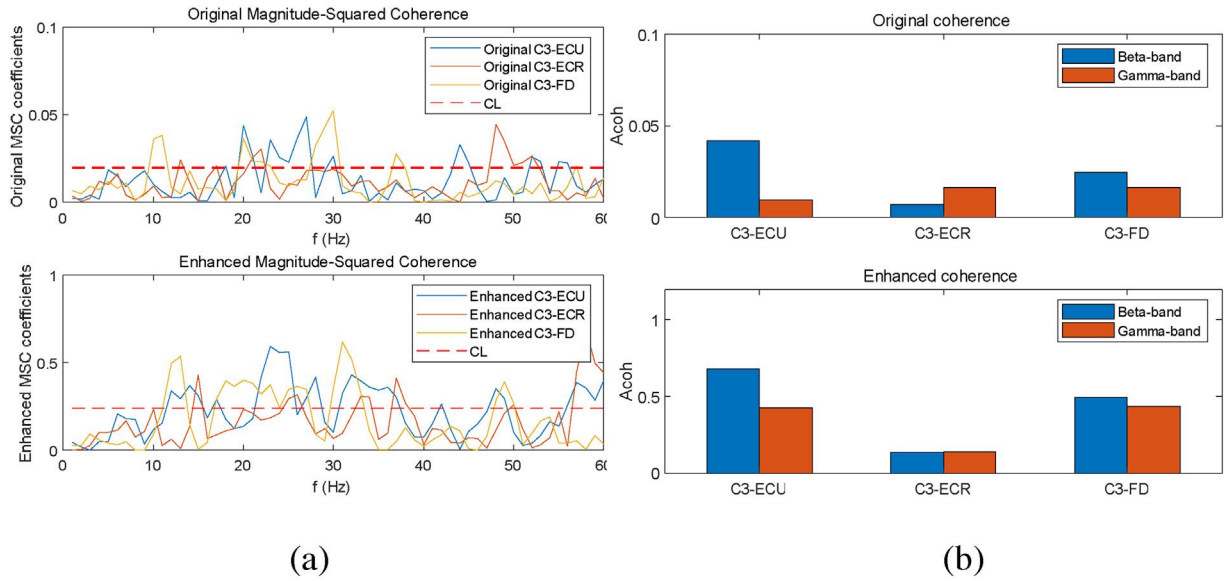 Original Magnitude-Squared Coherence
Original MSC coefficients
0.1
0.05
0
Original C3-ECU
Original C3-ECR
Original C3-FD
CL
0 10 20 30 40 50 60
f (Hz)
Enhanced Magnitude-Squared Coherence
Enhanced MSC coefficients
1
0.5
0
Enhanced C3-ECU
Enhanced C3-ECR
Enhanced C3-FD
CL
0 10 20 30 40 50 60
f (Hz)
(a)
Original coherence
Acoh
0.1
0.05
0
Beta-band
Gamma-band
C3-ECU C3-ECR C3-FD
Enhanced coherence
Acoh
1
0.5
0
Beta-band
Gamma-band
C3-ECU C3-ECR C3-FD
(b)